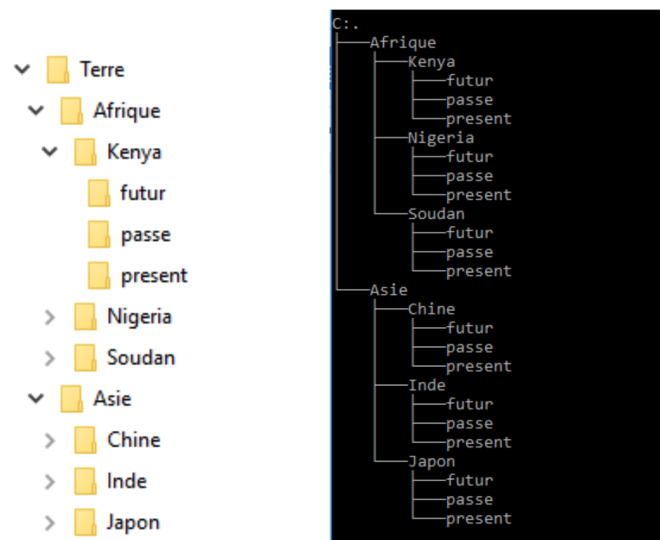 Terre
Afrique
Kenya
futur
passe
present
Nigeria
Soudan
Asie
Chine
Inde
Japon
C:.
Afrique
Kenya
futur
passe
present
Nigeria
futur
passe
present
Soudan
futur
passe
present
Asie
Chine
futur
passe
present
Inde
futur
passe
present
Japon
futur
passe
present